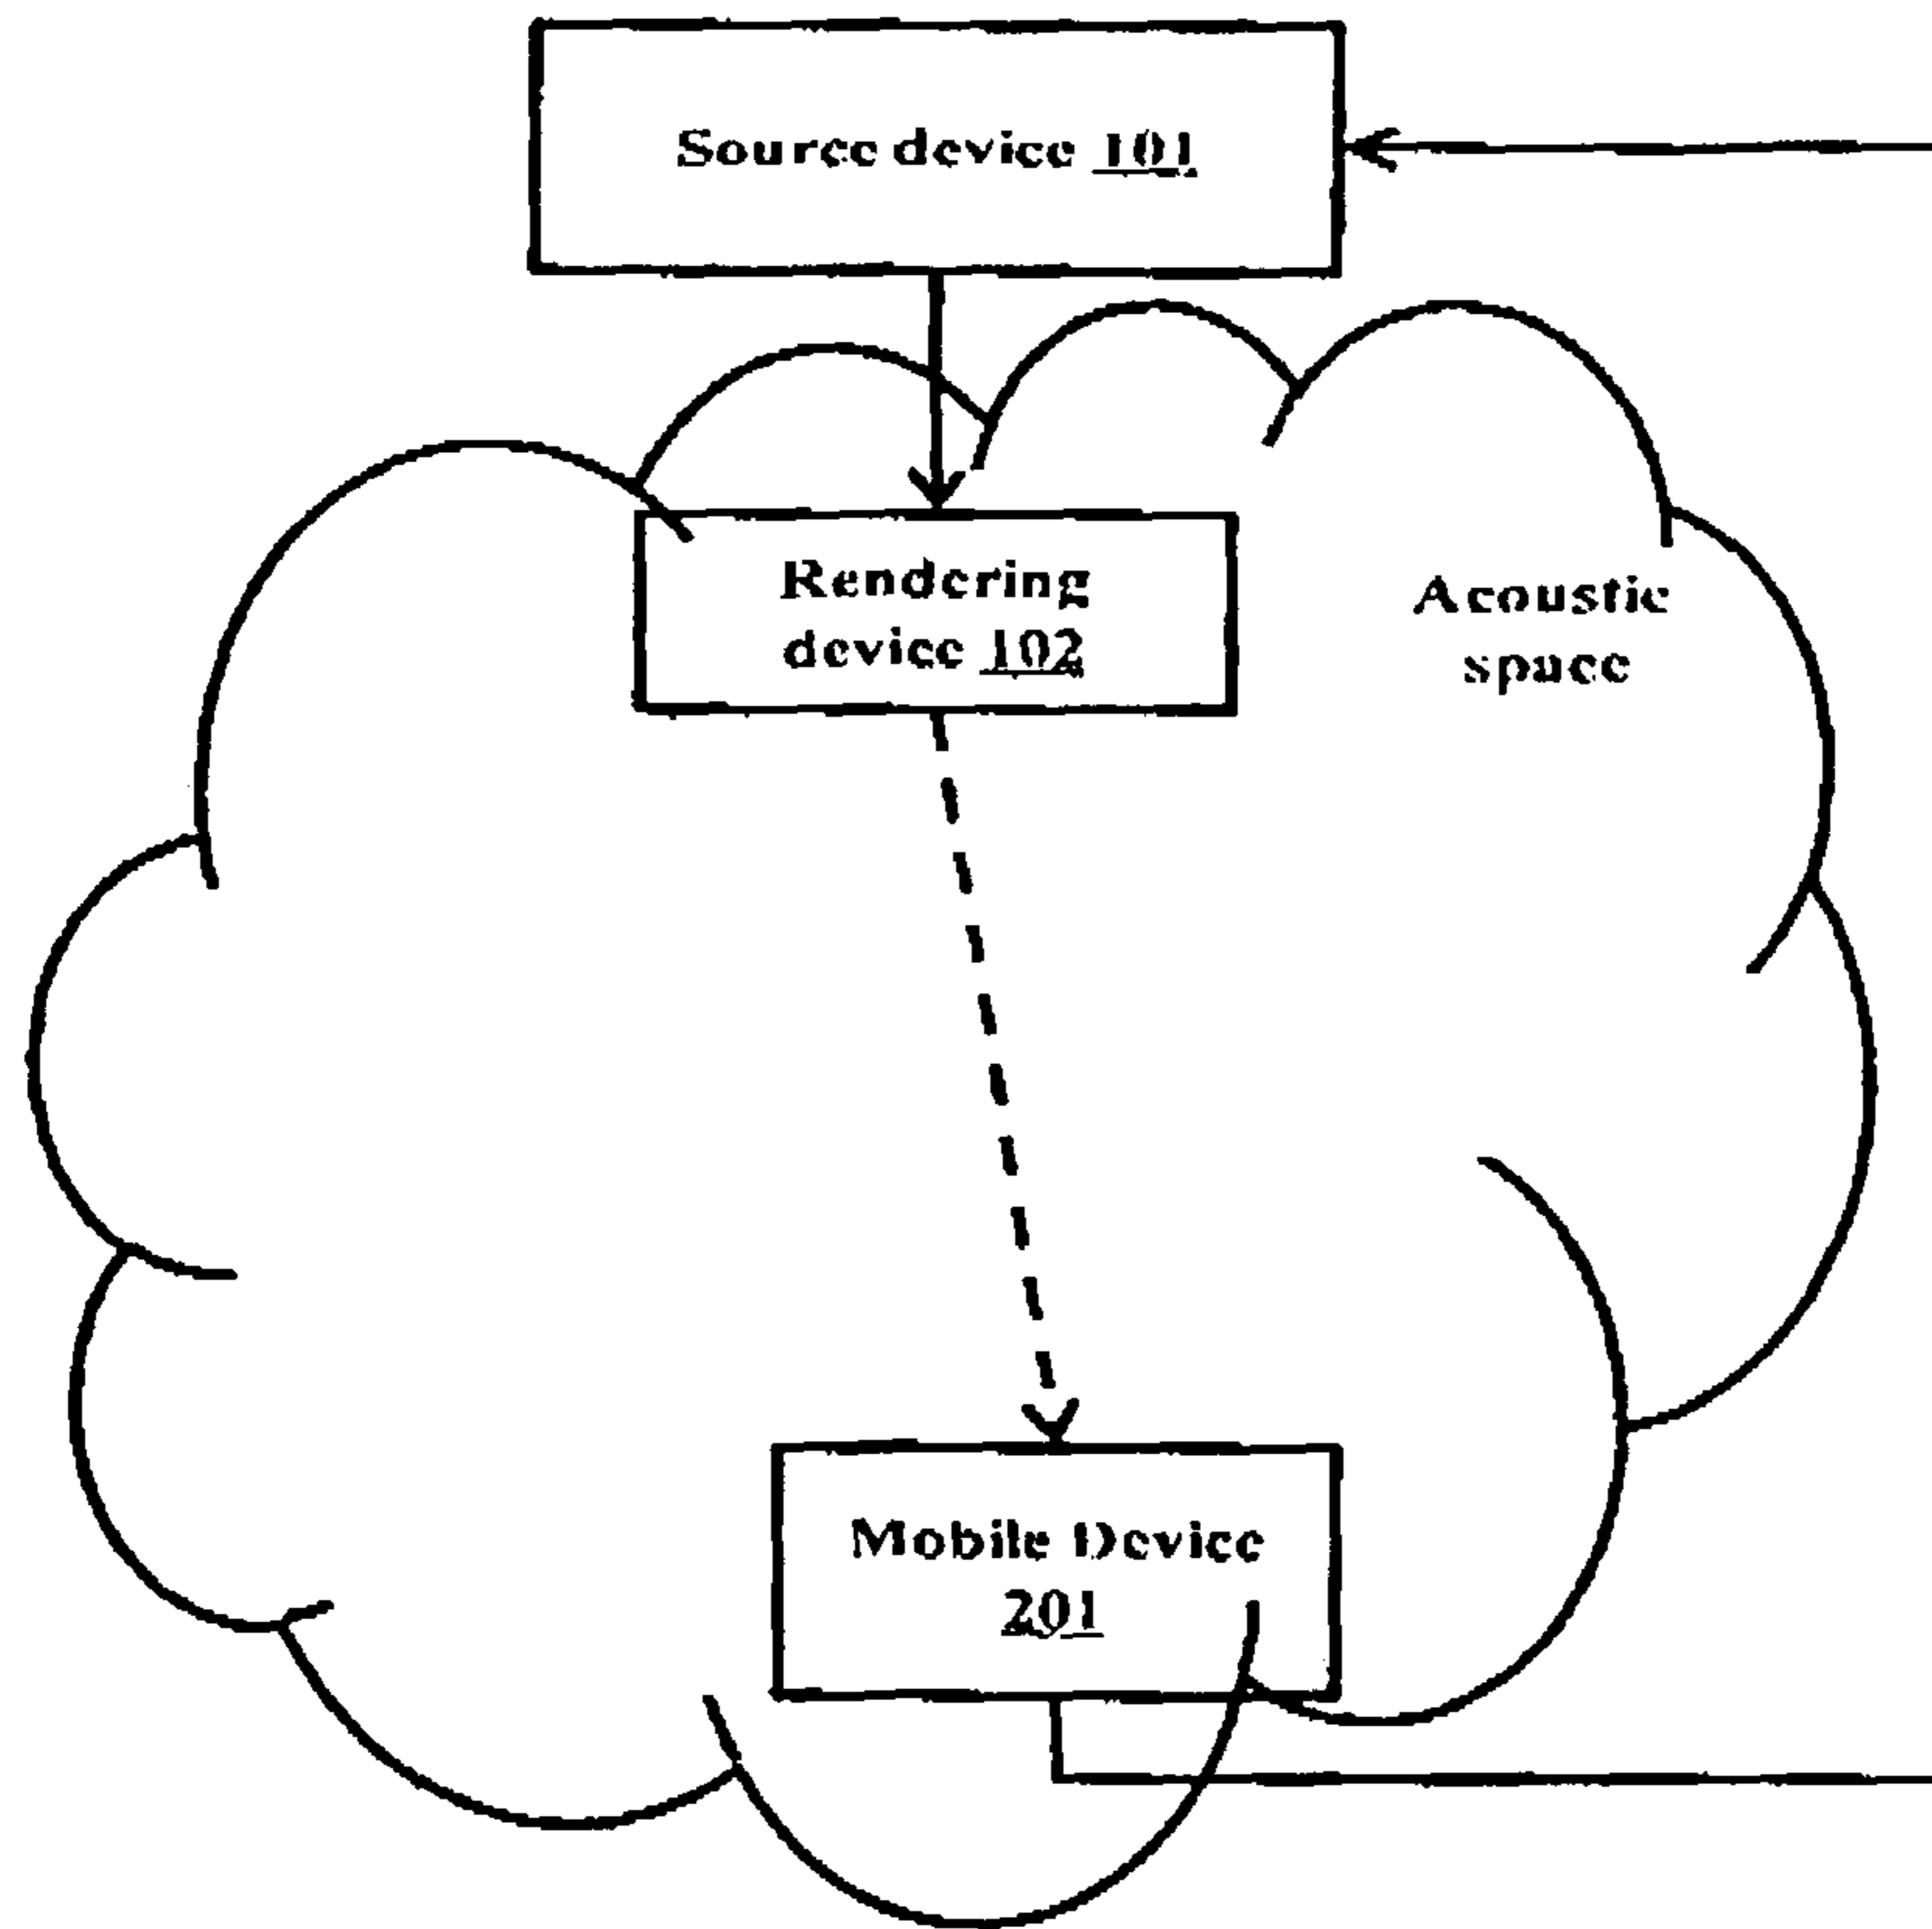 Source device 101
Rendering
device 102
Acoustic
space
Mobile Device
201